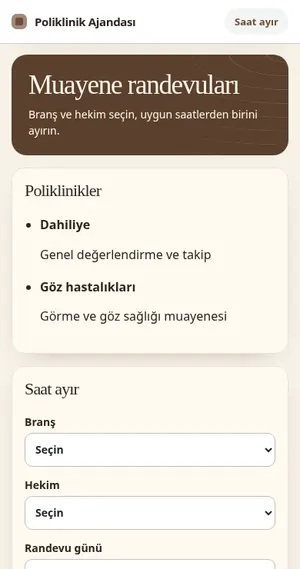 Poliklinik Ajandası
Saat ayır
Muayene randevuları
Branş ve hekim seçin, uygun saatlerden birini
ayırın.
Poliklinikler
Dahiliye
Genel değerlendirme ve takip
Göz hastalıkları
Görme ve göz sağlığı muayenesi
Saat ayır
Branş
Seçin
Hekim
Seçin
Randevu günü